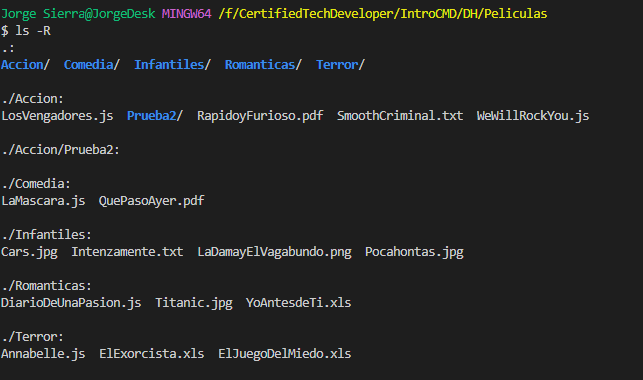 Jorge Sierra@JorgeDesk MINGW64 /f/CertifiedTechDeveloper/IntroCMD/DH/Peliculas
$ ls -R
.:
Accion/  Comedia/  Infantiles/  Romanticas/  Terror/
./Accion:
LosVengadores.js  Prueba2/  RapidoyFurioso.pdf  SmoothCriminal.txt  WeWillRockYou.js
./Accion/Prueba2:
./Comedia:
LaMascara.js  QuePasoAyer.pdf
./Infantiles:
Cars.jpg  Intenzamente.txt  LaDamayElVagabundo.png  Pocahontas.jpg
./Romanticas:
DiarioDeUnaPasion.js  Titanic.jpg  YoAntesdeTi.xls
./Terror:
Annabelle.js  ElExorcista.xls  ElJuegoDelMiedo.xls